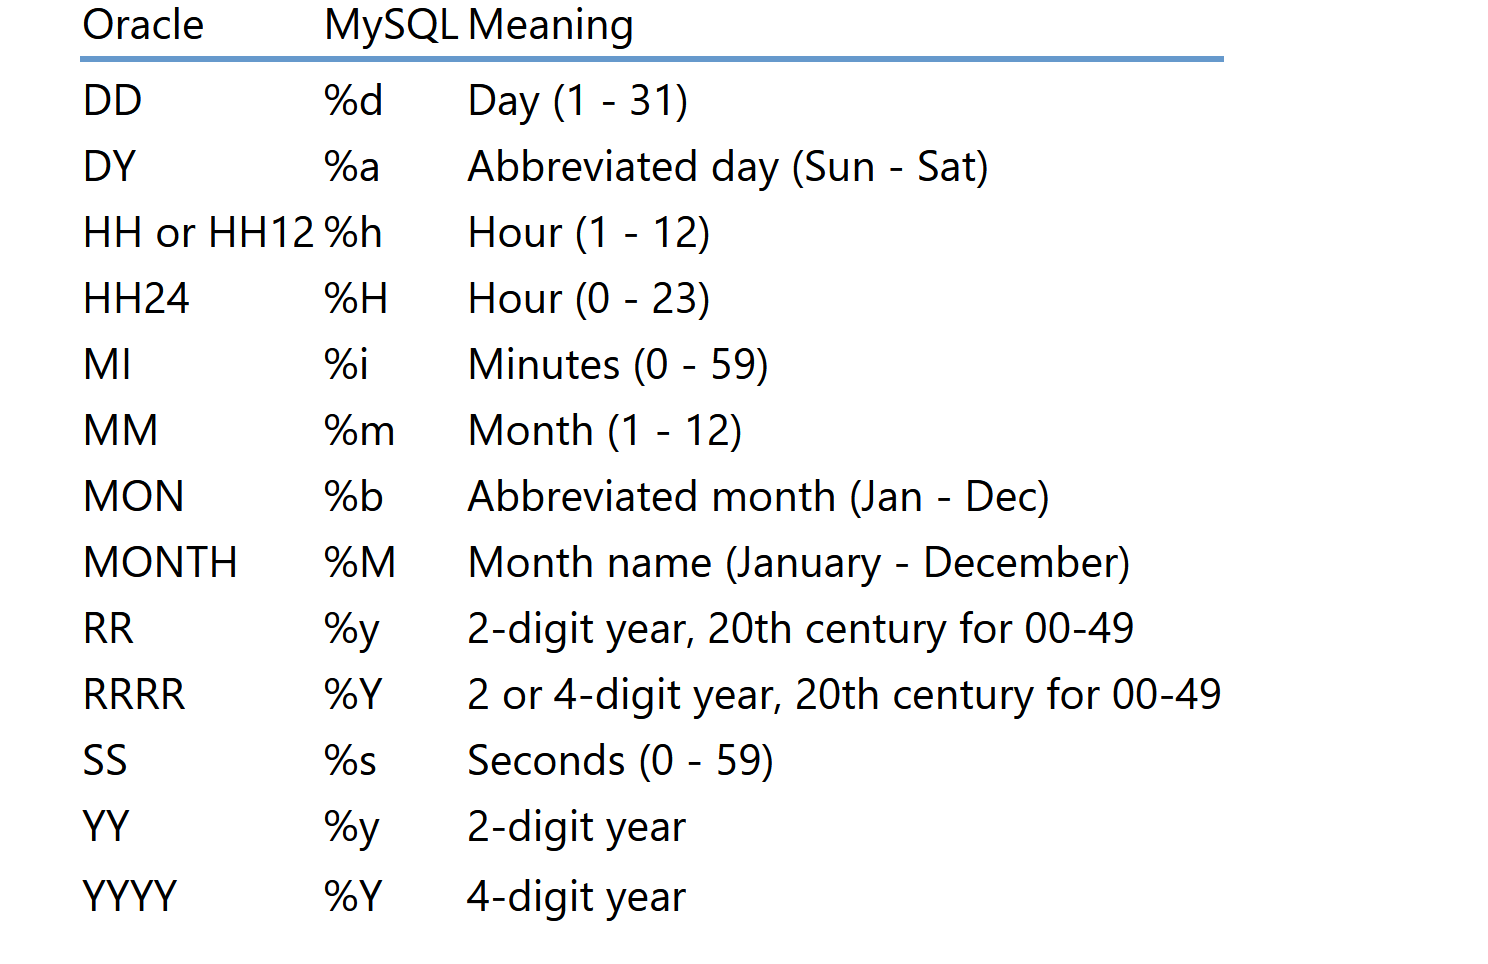 Oracle MySQL Meaning
DD %d Day (1 - 31)
DY %a Abbreviated day (Sun - Sat)
HH or HH12 %h Hour (1 - 12)
HH24 %H Hour (0 - 23)
MI %i Minutes (0 - 59)
MM %m Month (1 - 12)
MON %b Abbreviated month (Jan - Dec)
MONTH %M Month name (January - December)
RR %y 2-digit year, 20th century for 00-49
RRRR %Y 2 or 4-digit year, 20th century for 00-49
SS %s Seconds (0 - 59)
YY %y 2-digit year
YYYY %Y 4-digit year